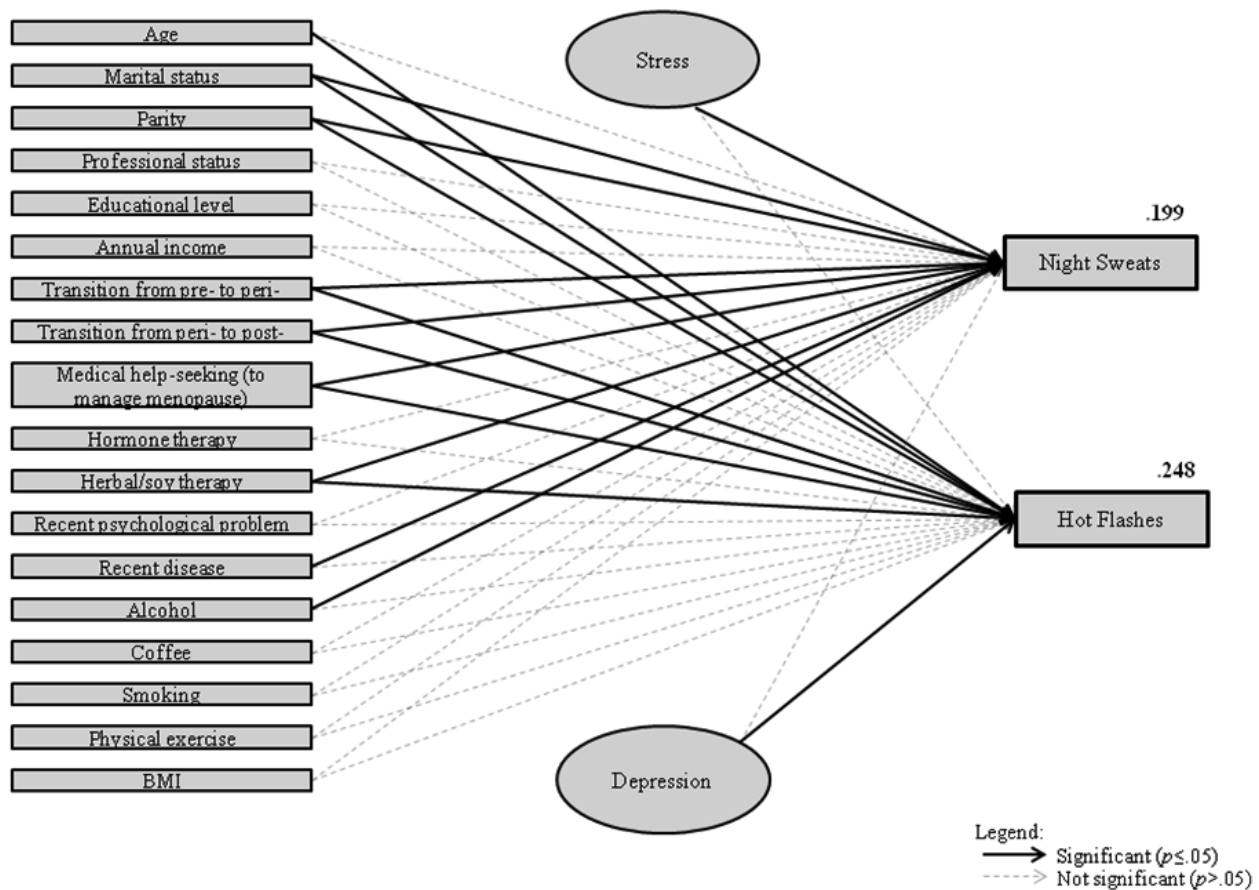 Age
Marital status
Parity
Professional status
Educational level
Annual income
Transition from pre- to peri-
Transition from peri- to post-
Medical help-seeking (to
manage menopause)
Hormone therapy
Herbal/soy therapy
Recent psychological problem
Recent disease
Alcohol
Coffee
Smoking
Physical exercise
BMI
Stress
Depression
.199
Night Sweats
.248
Hot Flashes
Legend:
Significant (p≤.05)
Not significant (p>.05)